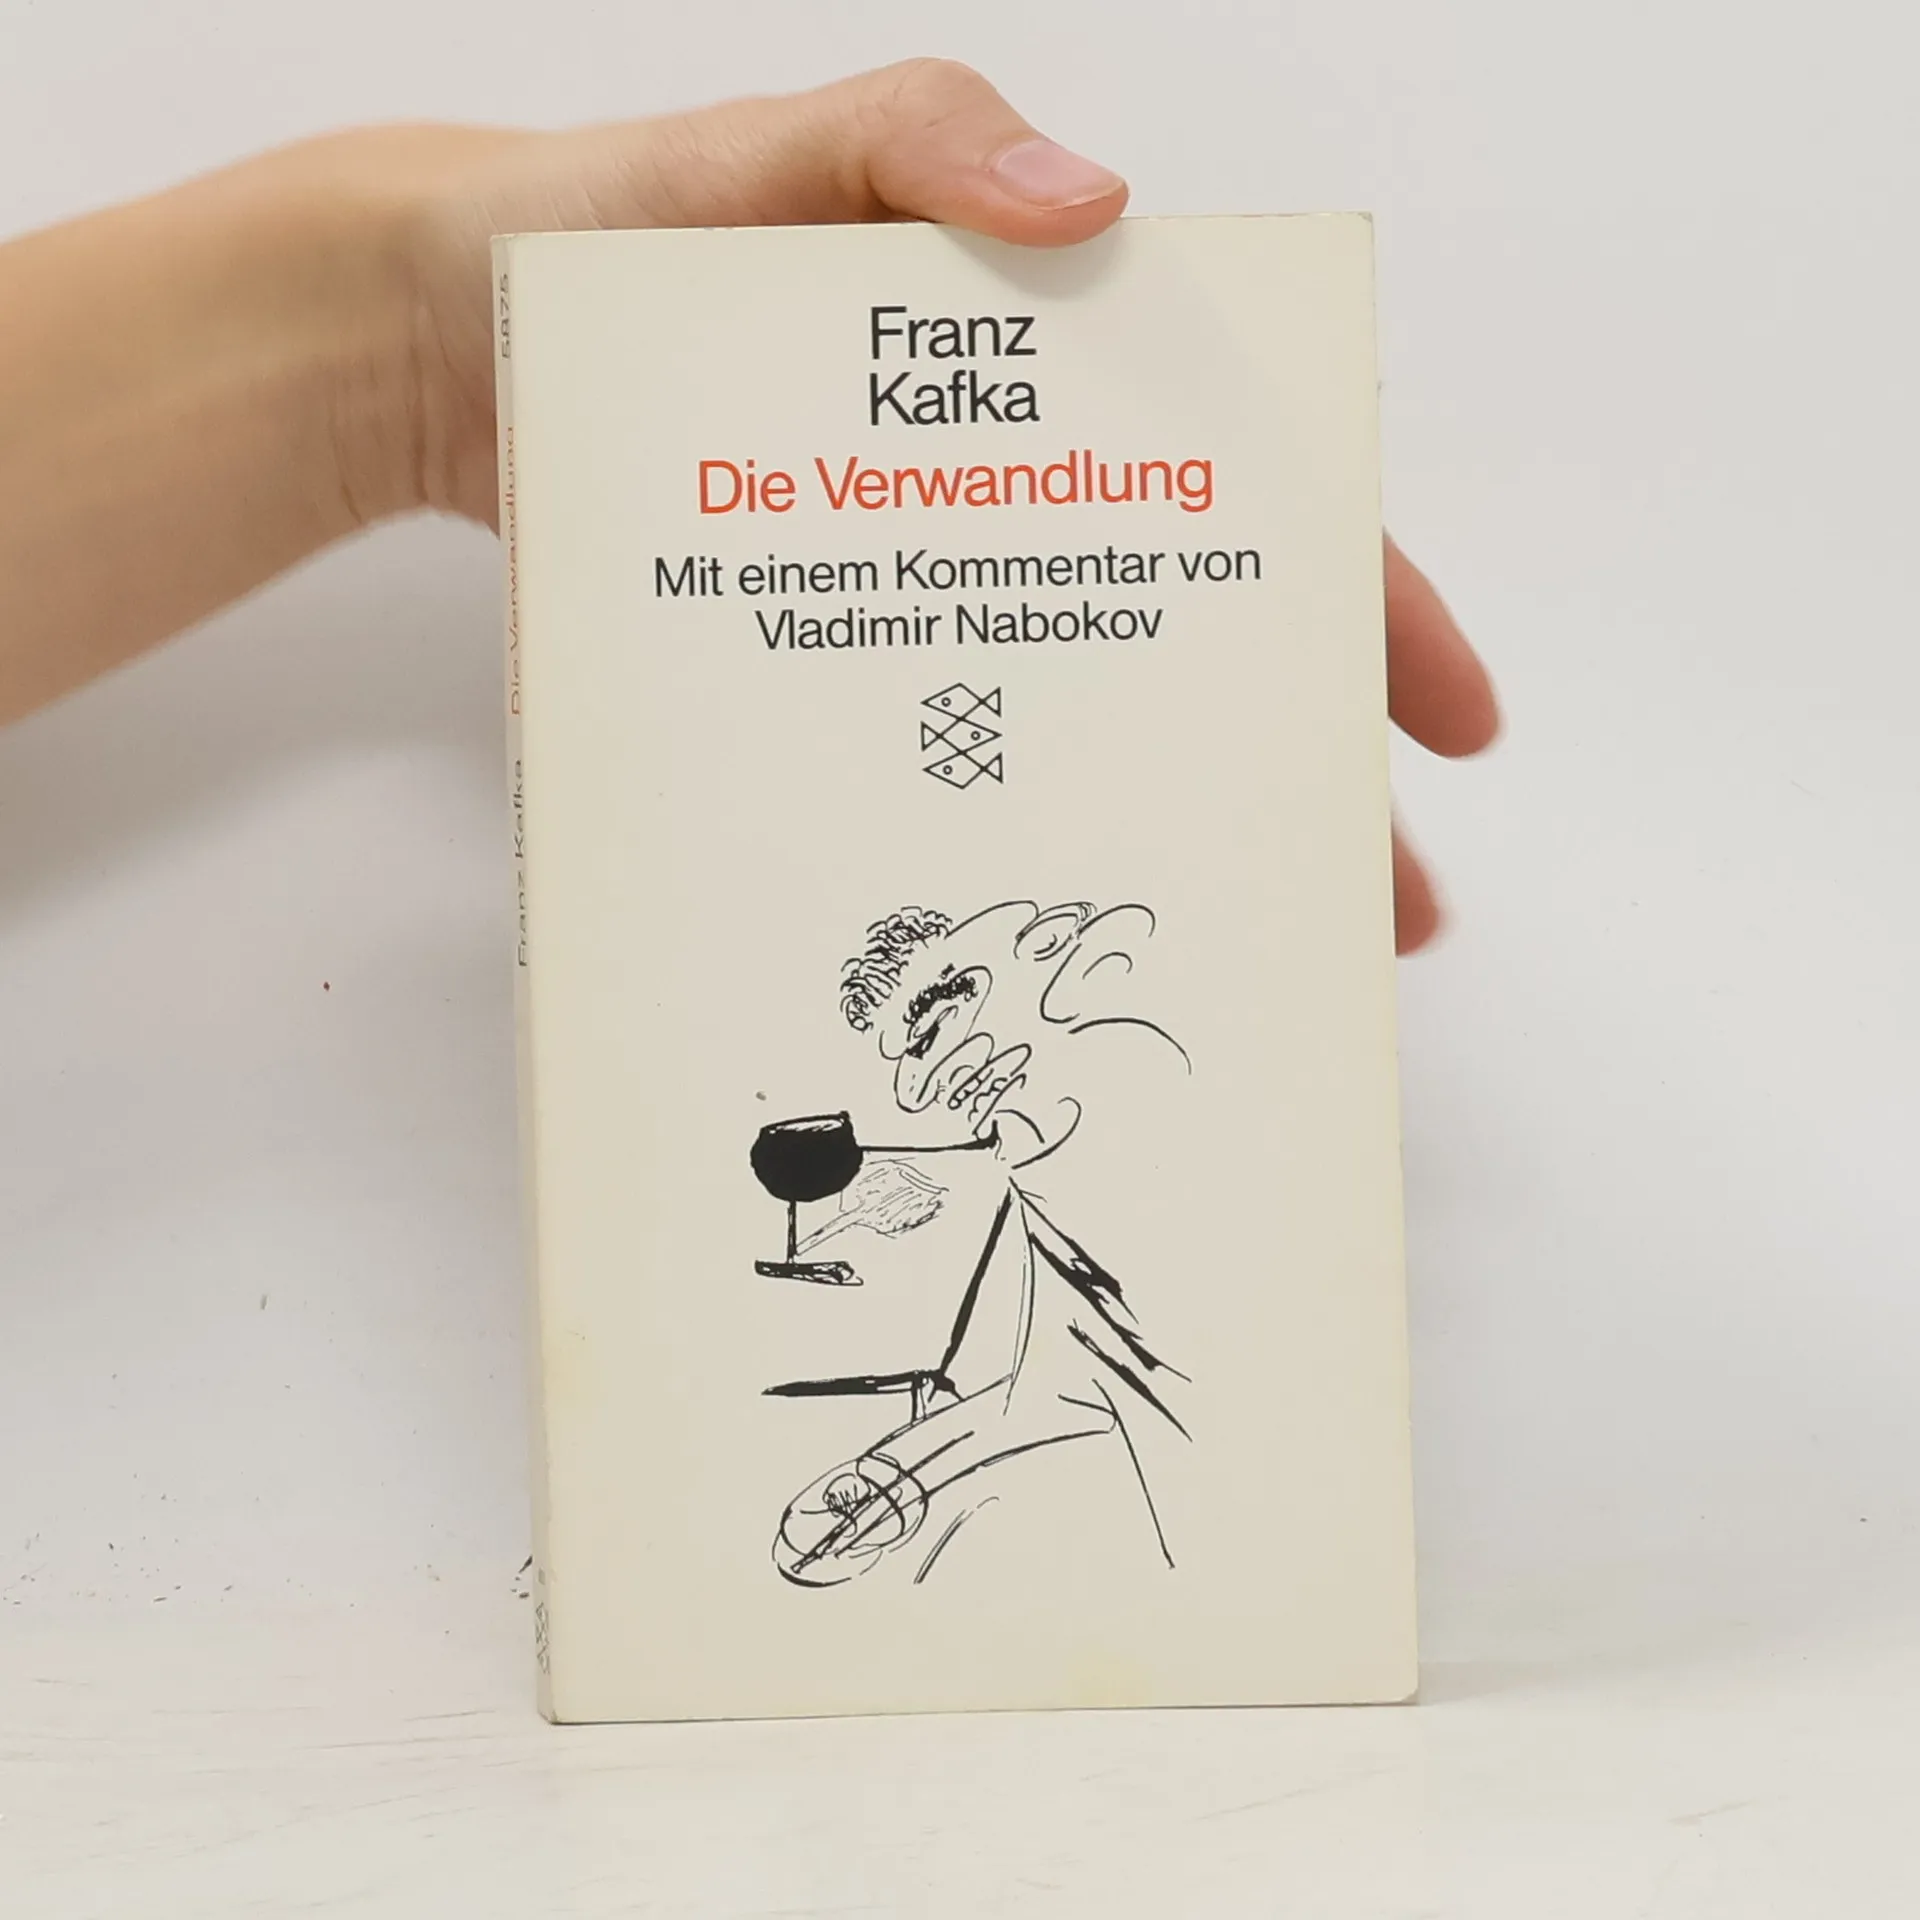 Franz
Kafka
Die Verwandlung
Mit einem Kommentar von
Vladimir Nabokov
Franz Kafka Die Verwandlung 5875